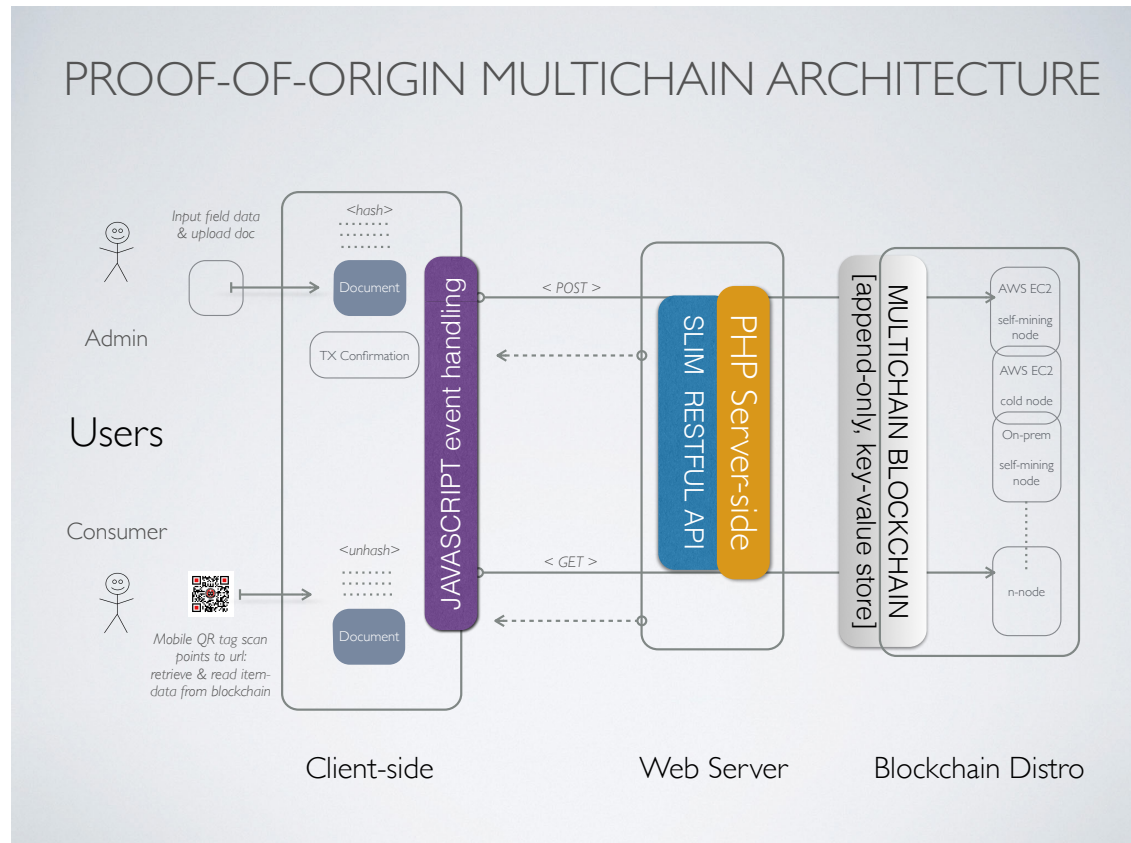 PROOF-OF-ORIGIN MULTICHAIN ARCHITECTURE
Input field data
& upload doc
Admin
Users
Consumer
Mobile QR tag scan
points to url:
retrieve & read item-
data from blockchain
<hash>
Document
TX Confirmation
<unhash>
Document
JAVASCRIPT event handling
< POST >
< GET >
SLIM RESTFUL API
PHP Server-side
MULTICHAIN BLOCKCHAIN
[append-only, key-value store]
AWS EC2
self-mining
node
AWS EC2
cold node
On-prem
self-mining
node
n-node
Client-side
Web Server
Blockchain Distro